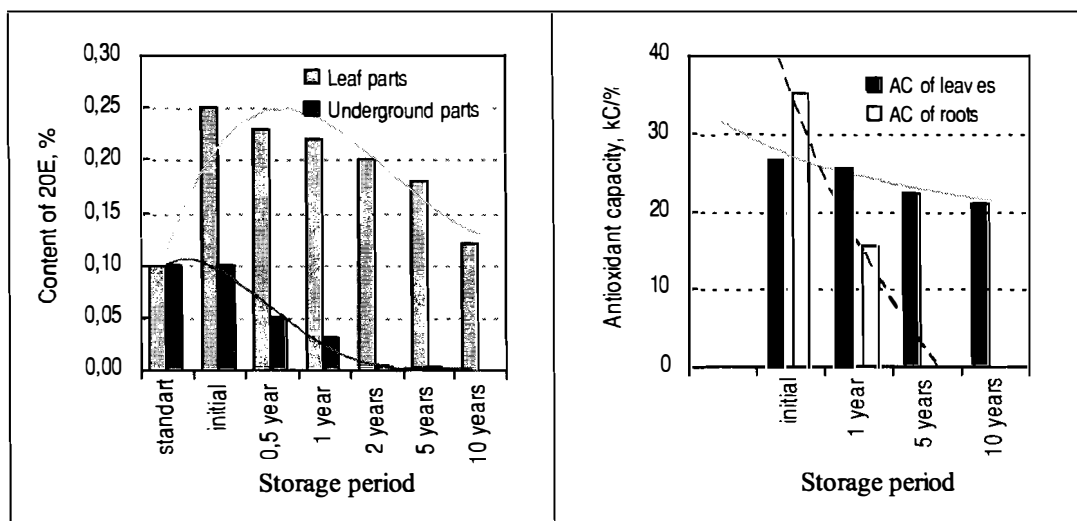 Content of 20E, %
0,30
0,25
0,20
0,15
0,10
0,05
0,00
Leaf parts
Underground parts
standart
initial
0,5 year
1 year
2 years
5 years
10 years
Storage period
Antioxidant capacity, kC/%
40
30
20
10
0
AC of leaves
AC of roots
initial
1 year
5 years
10 years
Storage period